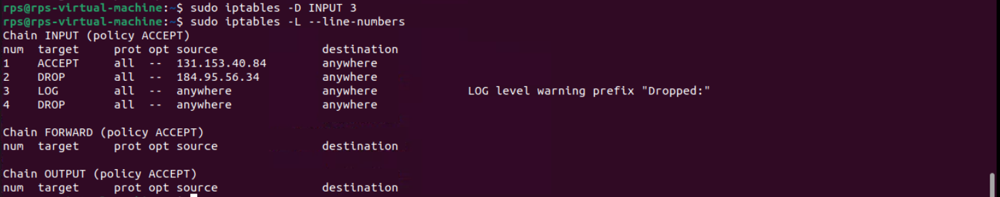 rps@rps-virtual-machine:~$ sudo iptables -D INPUT 3
rps@rps-virtual-machine:~$ sudo iptables -L --line-numbers
Chain INPUT (policy ACCEPT)
num  target     prot opt source               destination
1    ACCEPT     all  --  131.153.40.84        anywhere
2    DROP       all  --  184.95.56.34         anywhere
3    LOG        all  --  anywhere             anywhere             LOG level warning prefix "Dropped:"
4    DROP       all  --  anywhere             anywhere
Chain FORWARD (policy ACCEPT)
num  target     prot opt source               destination
Chain OUTPUT (policy ACCEPT)
num  target     prot opt source               destination